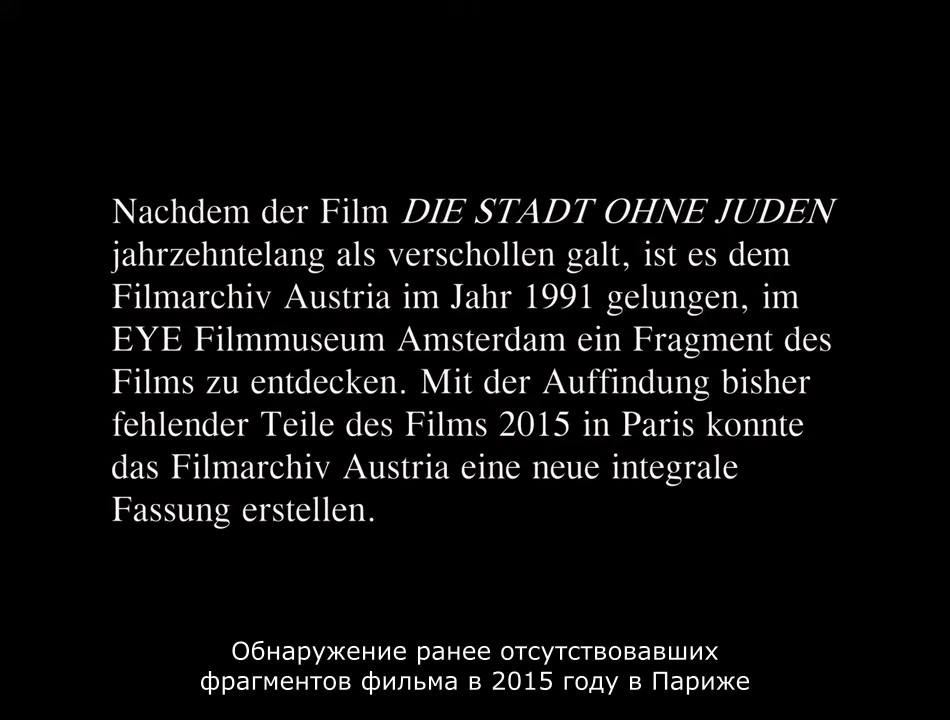 Nachdem der Film DIE STADT OHNE JUDEN
jahrzehntelang als verschollen galt, ist es dem
Filmarchiv Austria im Jahr 1991 gelungen, im
EYE Filmmuseum Amsterdam ein Fragment des
Films zu entdecken. Mit der Auffindung bisher
fehlender Teile des Films 2015 in Paris konnte
das Filmarchiv Austria eine neue integrale
Fassung erstellen.
Обнаружение ранее отсутствовавших
фрагментов фильма в 2015 году в Париже